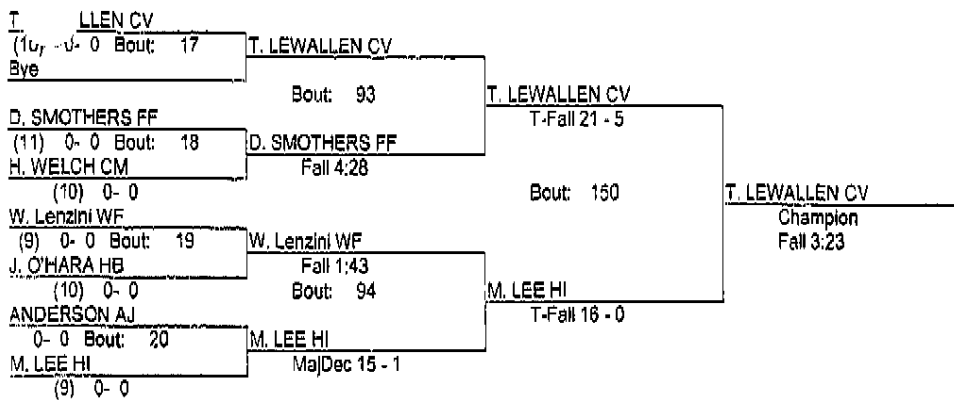 LLEN CV
0 Bout: 17
Bye
T. LEWALLEN CV
Bout: 93
D. SMOTHERS FF
(11) 0- 0 Bout: 18
H. WELCH CM
(10) 0- 0
D. SMOTHERS FF
Fall 4:28
T. LEWALLEN CV
T-Fall 21 - 5
Bout: 150
W. Lenzini WF
(9) 0- 0 Bout: 19
J. O'HARA HB
(10) 0- 0
W. Lenzini WF
Fall 1:43
Bout: 94
ANDERSON AJ
0- 0 Bout: 20
M. LEE HI
(9) 0- 0
M. LEE HI
MajDec 15 - 1
M. LEE HI
T-Fall 16 - 0
T. LEWALLEN CV
Champion
Fall 3:23